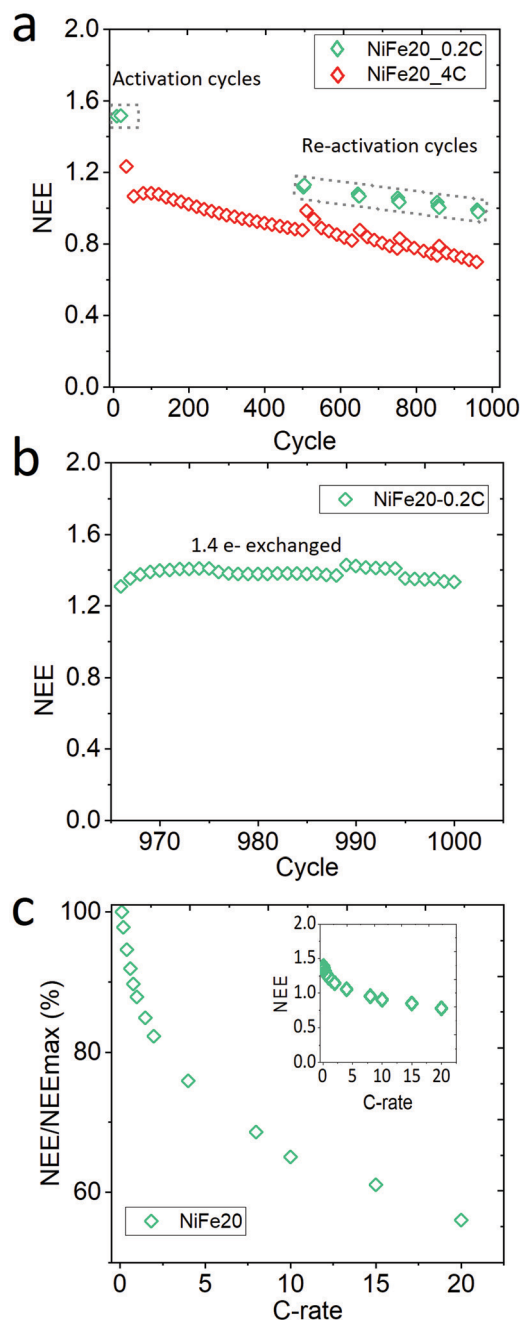 a
NiFe20_0.2C
NiFe20_4C
Activation cycles
Re-activation cycles
NEE
2.0
1.6
1.2
0.8
0.4
0.0
0 200 400 600 800 1000
Cycle
b
NiFe20-0.2C
1.4 e- exchanged
NEE
2.0
1.6
1.2
0.8
0.4
0.0
970 980 990 1000
Cycle
c
NEE/NEEmax (%)
100
80
60
NEE
2.0
1.5
1.0
0.5
0.0
0 5 10 15 20
C-rate
NiFe20
0 5 10 15 20
C-rate